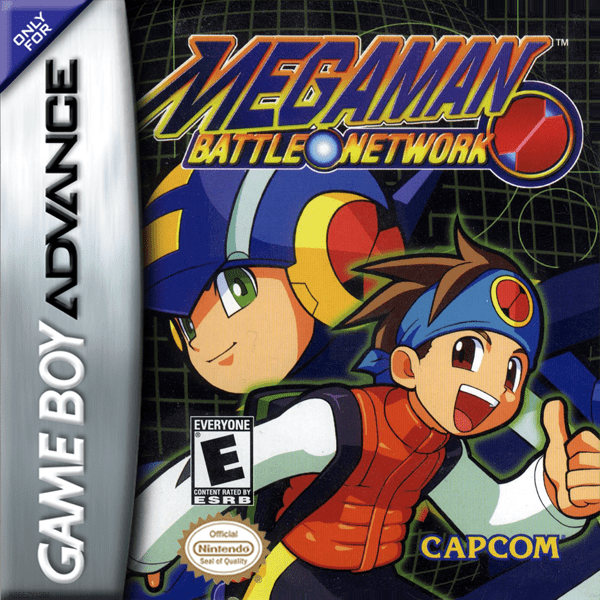 ONLY
FOR
GAME BOY ADVANCE
MEGAMAN
TM
BATTLE NETWORK
EVERYONE
E
CONTENT RATED BY
ESRB
Official
Nintendo
Seal of Quality
CAPCOM